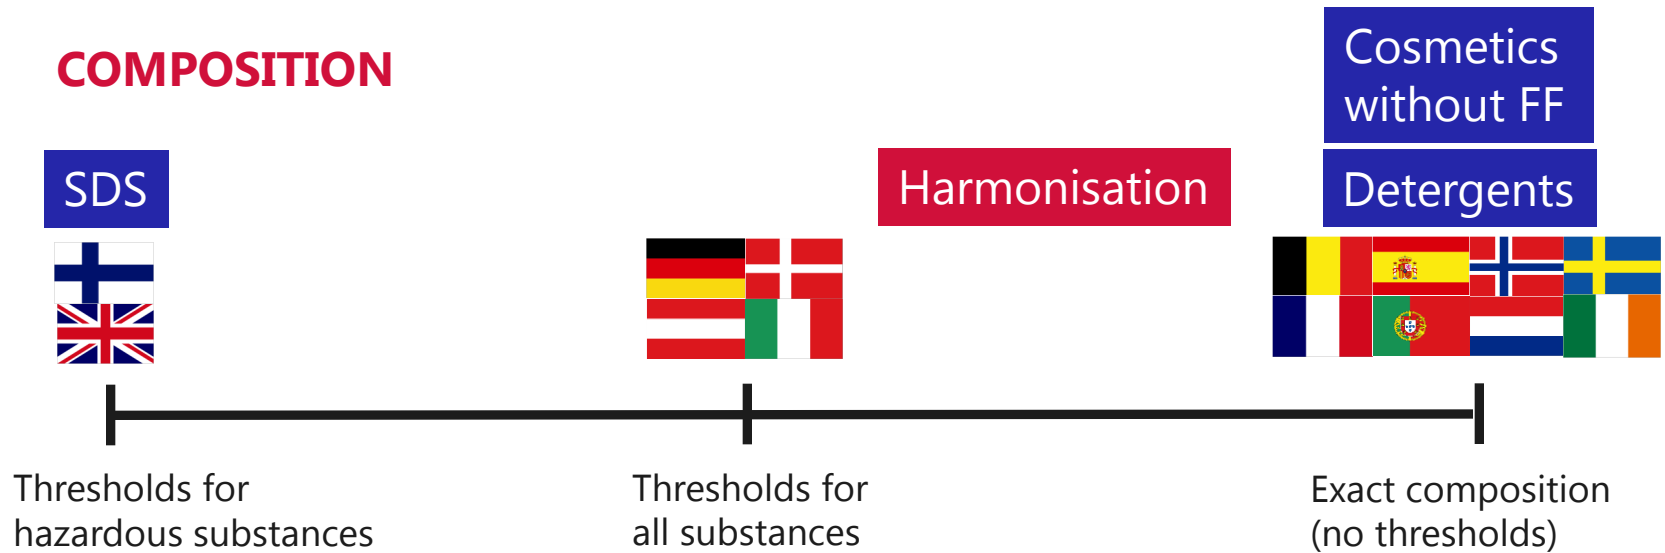 COMPOSITION
Cosmetics
without FF
SDS
Harmonisation
Detergents
Thresholds for
hazardous substances
Thresholds for
all substances
Exact composition
(no thresholds)